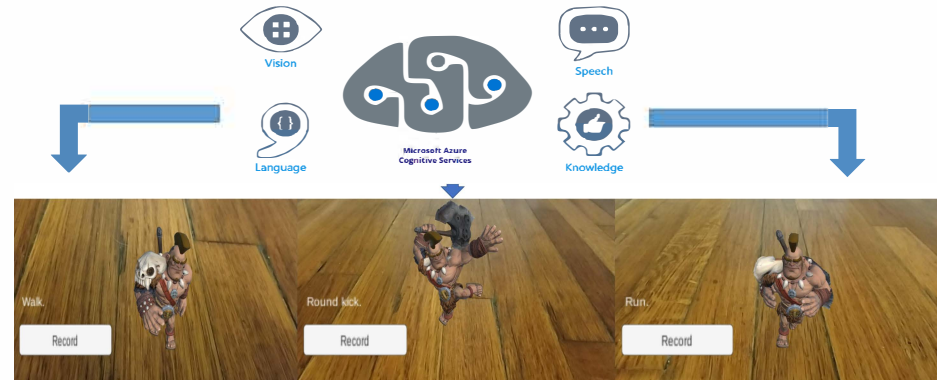 Vision
Speech
{ }
Language
Microsoft Azure
Cognitive Services
Knowledge
Walk.
Round kick.
Run.
Record
Record
Record